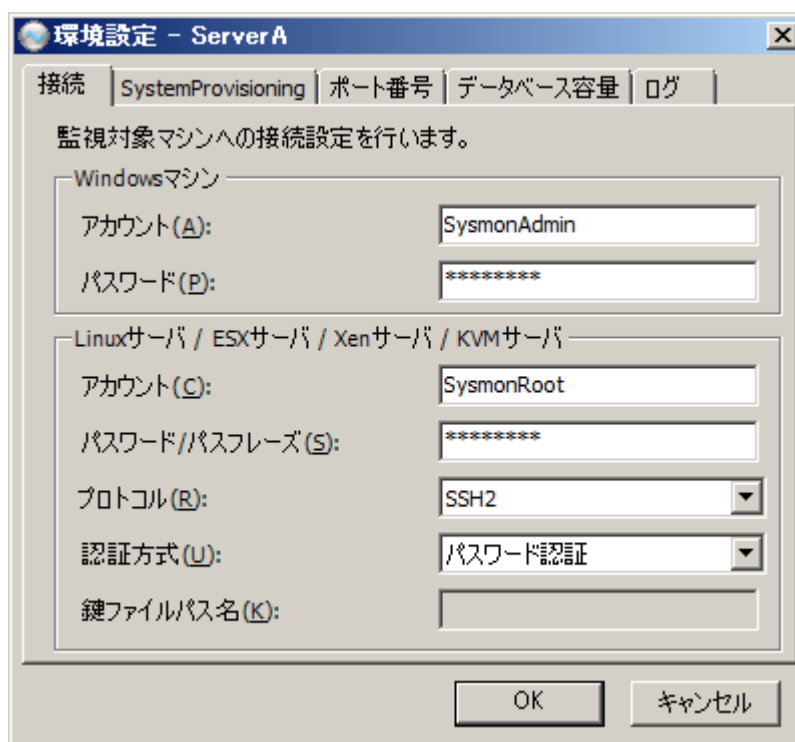 環境設定 - ServerA
接続 SystemProvisioning ポート番号 データベース容量 ログ
監視対象マシンへの接続設定を行います。
Windowsマシン
アカウント(A): SysmonAdmin
パスワード(P): ********
Linuxサーバ / ESXサーバ / Xenサーバ / KVMサーバ
アカウント(C): SysmonRoot
パスワード/パスフレーズ(S): ********
プロトコル(R): SSH2
認証方式(U): パスワード認証
鍵ファイルパス名(K):
OK キャンセル